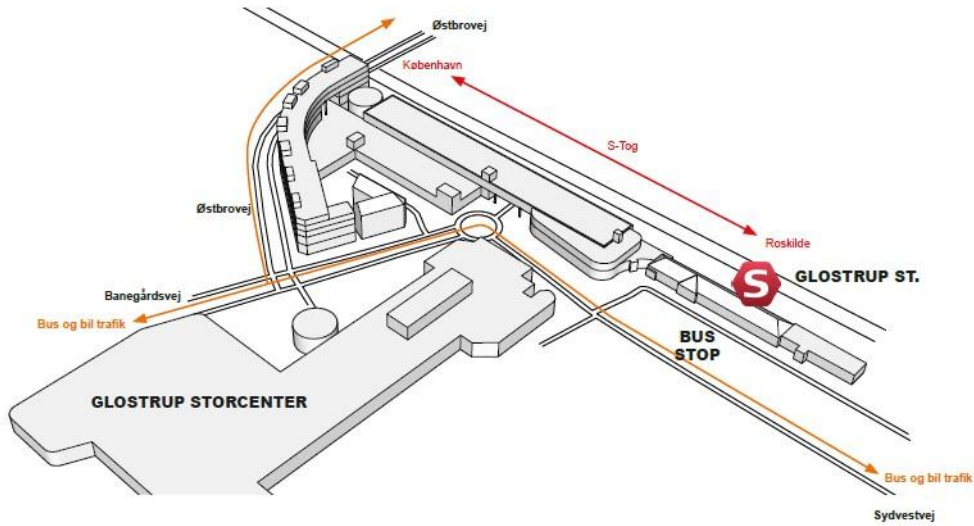 Østbrovej
København
S-Tog
Østbrovej
Roskilde
S
GLOSTRUP ST.
Banegårdsvej
Bus og bil trafik
BUS
STOP
GLOSTRUP STORCENTER
Bus og bil trafik
Sydvestvej